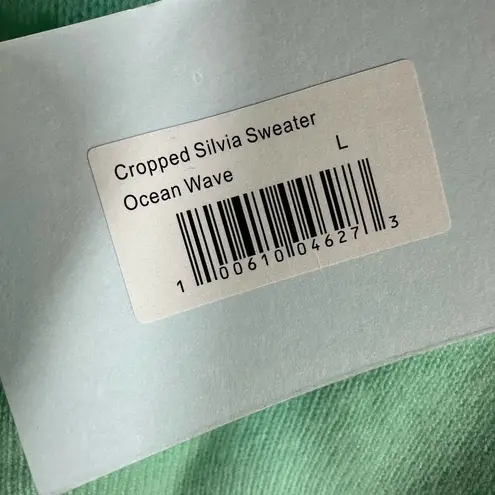 Cropped Silvia Sweater
L
Ocean Wave
1 00610 04627 3